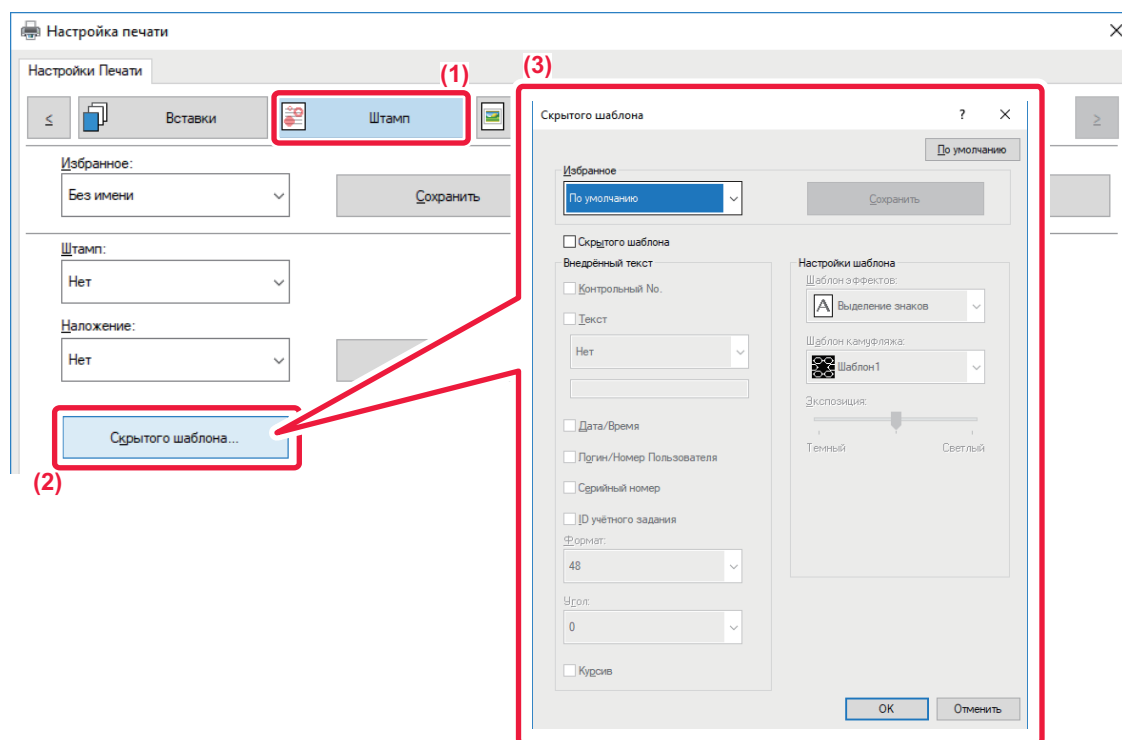 Настройка печати
Настройки Печати
(1)
<
Вставки
Штамп
>
Избранное:
Без имени
Сохранить
Штамп:
Нет
Наложение:
Нет
Скрытого шаблона...
(2)
(3)
Скрытого шаблона
?
По умолчанию
Избранное
По умолчанию
Сохранить
Скрытого шаблона
Внедрённый текст
Контрольный No.
Текст
Нет
Дата/Время
Логин/Номер Пользователя
Серийный номер
ID учётного задания
Формат:
48
Угол:
0
Курсив
Настройки шаблона
Шаблон эффектов:
A Выделение знаков
Шаблон камуфляжа:
Шаблон1
Экспозиция:
Темный Светлый
OK Отменить